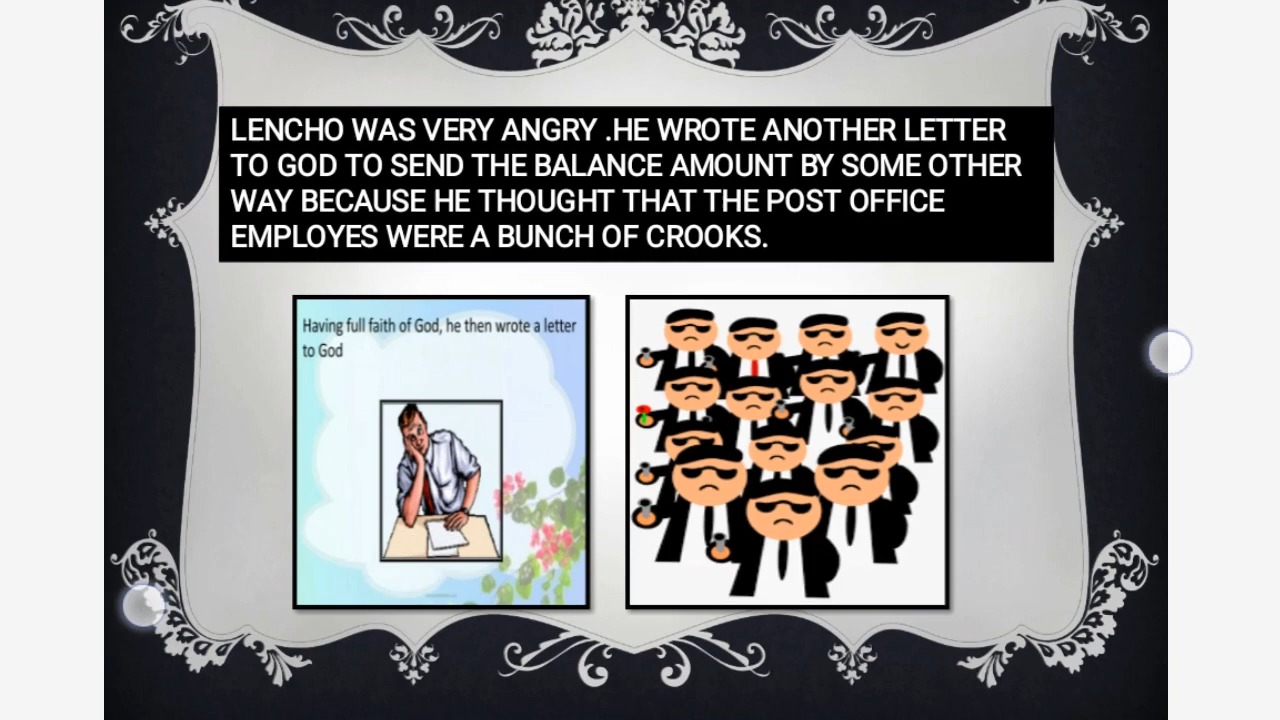 LENCHO WAS VERY ANGRY .HE WROTE ANOTHER LETTER
TO GOD TO SEND THE BALANCE AMOUNT BY SOME OTHER
WAY BECAUSE HE THOUGHT THAT THE POST OFFICE
EMPLOYES WERE A BUNCH OF CROOKS.
Having full faith of God, he then wrote a letter
to God